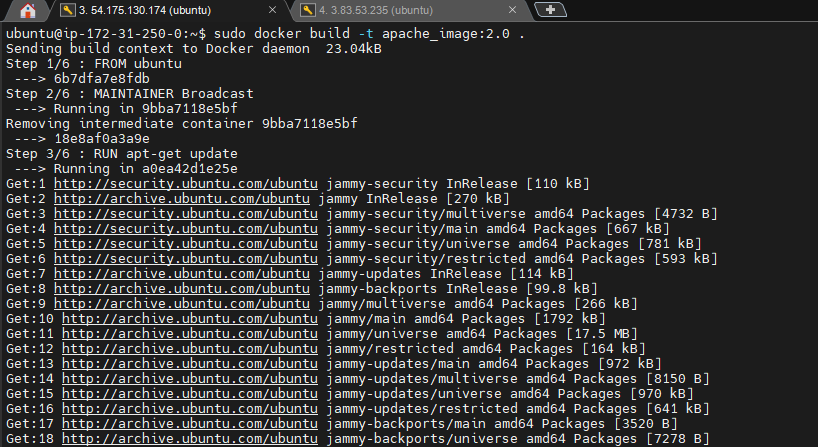 3. 54.175.130.174 (ubuntu)
4. 3.83.53.235 (ubuntu)
ubuntu@ip-172-31-250-0:~$ sudo docker build -t apache_image:2.0 .
Sending build context to Docker daemon  23.04kB
Step 1/6 : FROM ubuntu
 ---> 6b7dfa7e8fdb
Step 2/6 : MAINTAINER Broadcast
 ---> Running in 9bba7118e5bf
Removing intermediate container 9bba7118e5bf
 ---> 18e8af0a3a9e
Step 3/6 : RUN apt-get update
 ---> Running in a0ea42d1e25e
Get:1 http://security.ubuntu.com/ubuntu jammy-security InRelease [110 kB]
Get:2 http://archive.ubuntu.com/ubuntu jammy InRelease [270 kB]
Get:3 http://security.ubuntu.com/ubuntu jammy-security/multiverse amd64 Packages [4732 B]
Get:4 http://security.ubuntu.com/ubuntu jammy-security/main amd64 Packages [667 kB]
Get:5 http://security.ubuntu.com/ubuntu jammy-security/universe amd64 Packages [781 kB]
Get:6 http://security.ubuntu.com/ubuntu jammy-security/restricted amd64 Packages [593 kB]
Get:7 http://archive.ubuntu.com/ubuntu jammy-updates InRelease [114 kB]
Get:8 http://archive.ubuntu.com/ubuntu jammy-backports InRelease [99.8 kB]
Get:9 http://archive.ubuntu.com/ubuntu jammy/multiverse amd64 Packages [266 kB]
Get:10 http://archive.ubuntu.com/ubuntu jammy/main amd64 Packages [1792 kB]
Get:11 http://archive.ubuntu.com/ubuntu jammy/universe amd64 Packages [17.5 MB]
Get:12 http://archive.ubuntu.com/ubuntu jammy/restricted amd64 Packages [164 kB]
Get:13 http://archive.ubuntu.com/ubuntu jammy-updates/main amd64 Packages [972 kB]
Get:14 http://archive.ubuntu.com/ubuntu jammy-updates/multiverse amd64 Packages [8150 B]
Get:15 http://archive.ubuntu.com/ubuntu jammy-updates/universe amd64 Packages [970 kB]
Get:16 http://archive.ubuntu.com/ubuntu jammy-updates/restricted amd64 Packages [641 kB]
Get:17 http://archive.ubuntu.com/ubuntu jammy-backports/main amd64 Packages [3520 B]
Get:18 http://archive.ubuntu.com/ubuntu jammy-backports/universe amd64 Packages [7278 B]